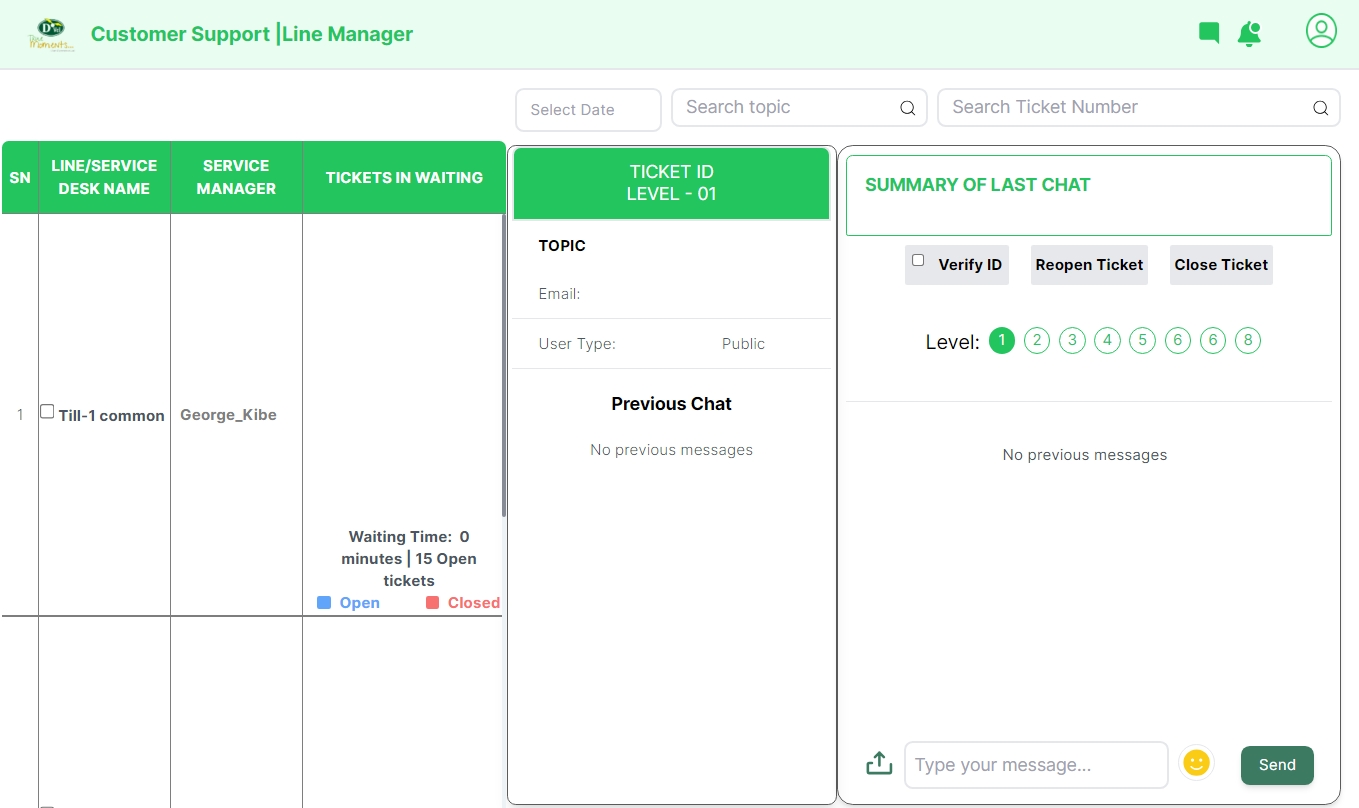 Customer Support |Line Manager
Select Date
Search topic
Search Ticket Number
SN
LINE/SERVICE
DESK NAME
SERVICE
MANAGER
TICKETS IN WAITING
1
Till-1 common
George_Kibe
Waiting Time: 0
minutes | 15 Open
tickets
Open
Closed
TICKET ID
LEVEL - 01
TOPIC
Email:
User Type:
Public
Previous Chat
No previous messages
SUMMARY OF LAST CHAT
Verify ID
Reopen Ticket
Close Ticket
Level: 1 2 3 4 5 6 6 8
No previous messages
Type your message...
Send